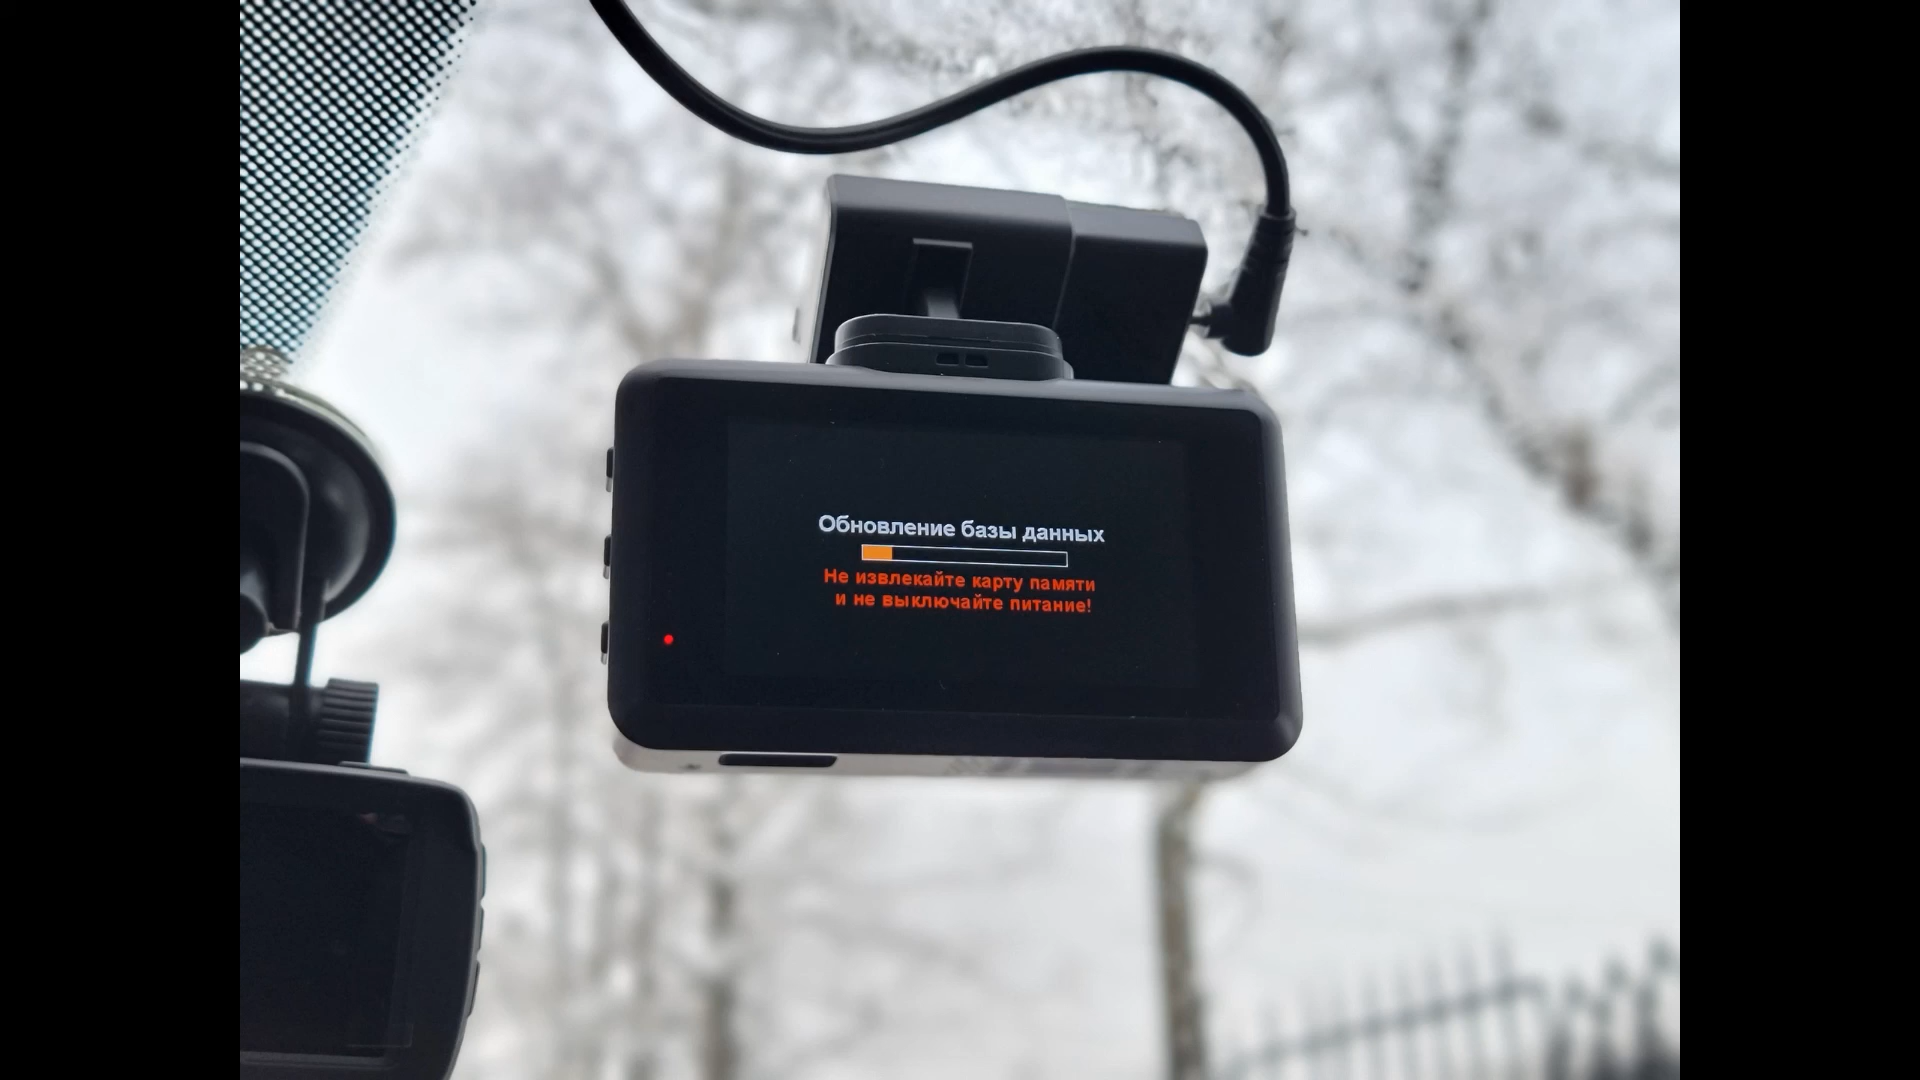 Обновление базы данных
Не извлекайте карту памяти
и не выключайте питание!